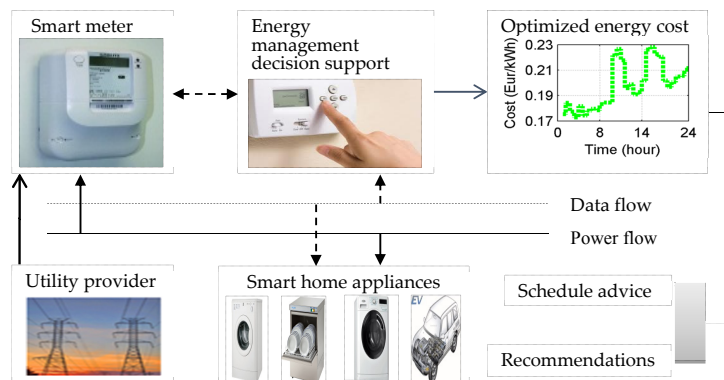 Smart meter
Energy
management
decision support
Optimized energy cost
Cost (Eur/kWh)
0.23
0.21
0.19
0.17
0 8 14 24
Time (hour)
Data flow
Power flow
Utility provider
Smart home appliances
EV
Schedule advice
Recommendations